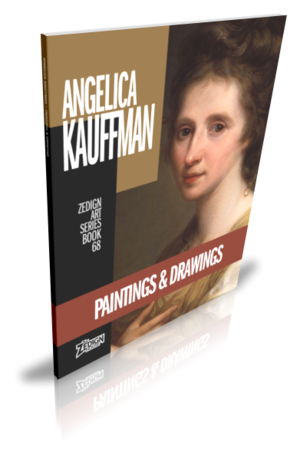 ANGELICA
KAUFFMAN
ZEDIGN
ART
SERIES
BOOK
68
PAINTINGS & DRAWINGS
ZEDIGN